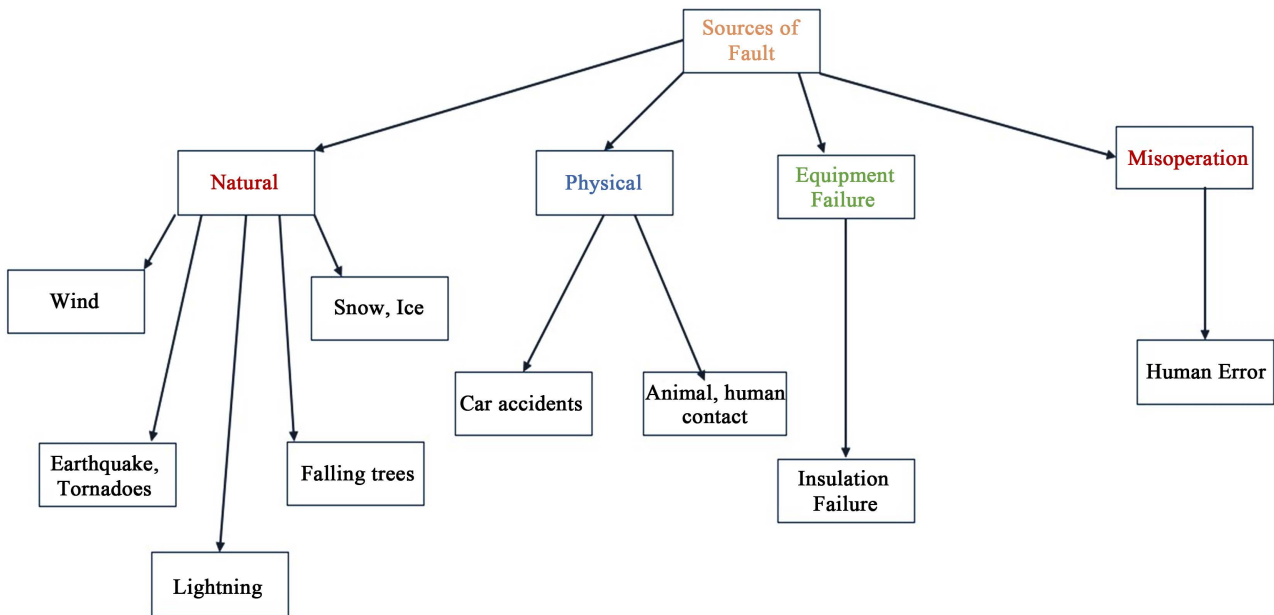 Sources of
Fault
Natural
Physical
Equipment
Failure
Misoperation
Wind
Snow, Ice
Car accidents
Animal, human
contact
Human Error
Earthquake,
Tornadoes
Falling trees
Insulation
Failure
Lightning